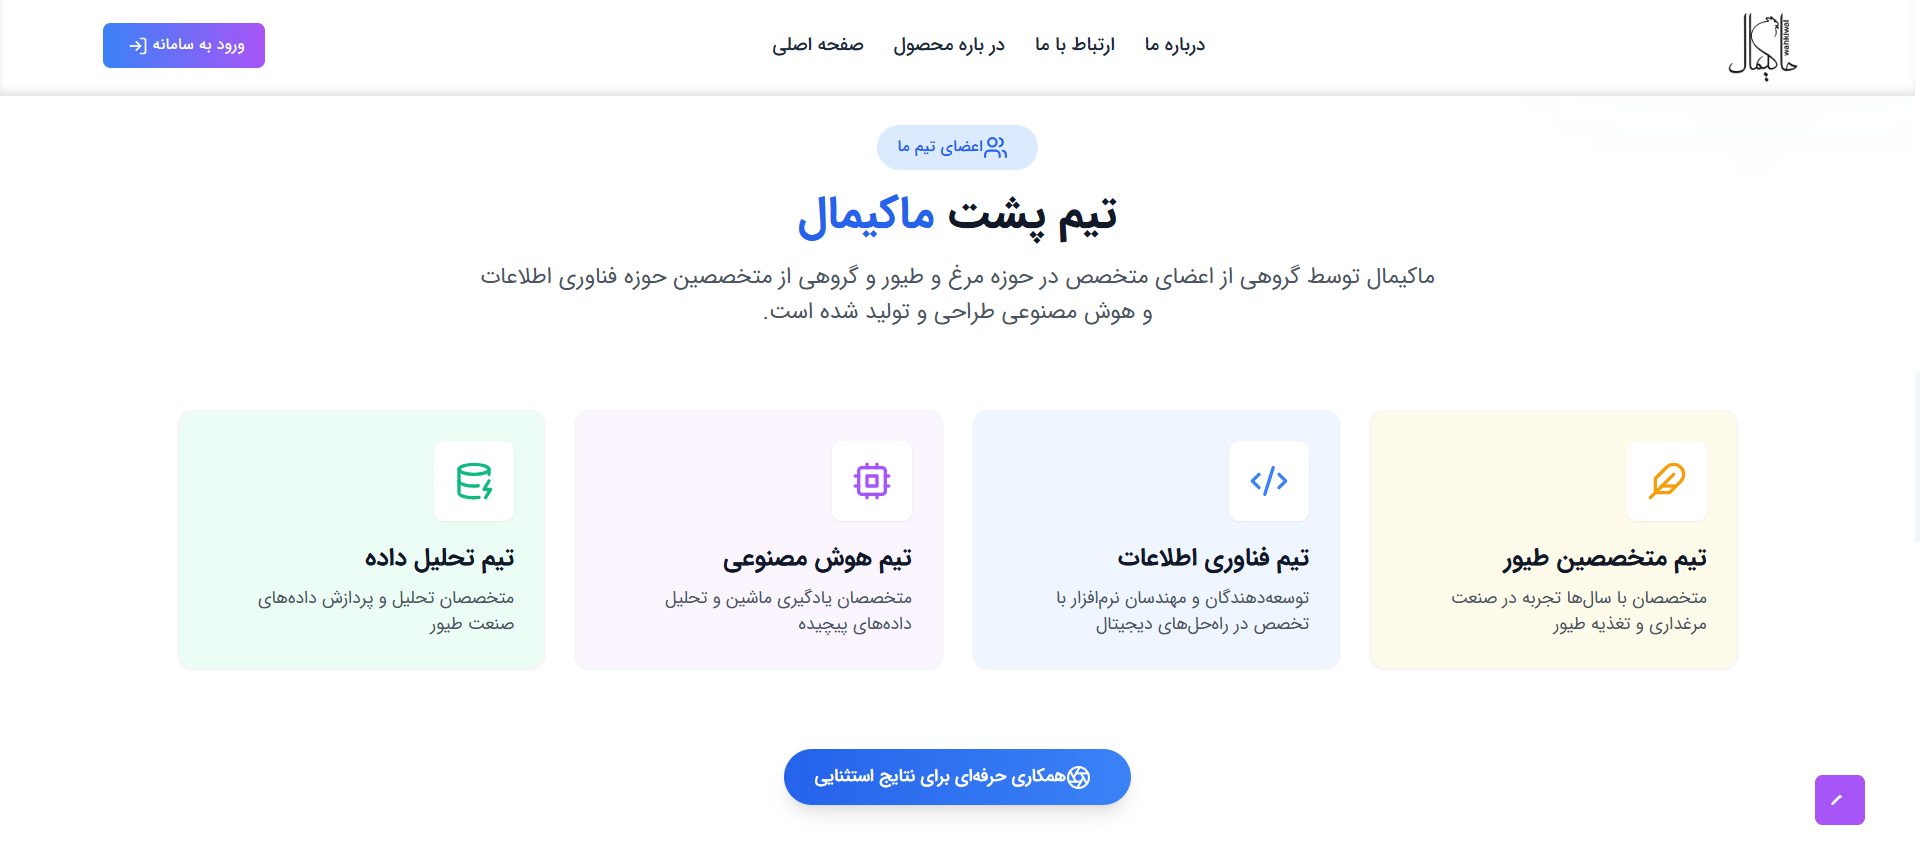 ماکیمال
makimal
درباره ما
ارتباط با ما
در باره محصول
صفحه اصلی
ورود به سامانه
اعضای تیم ما
تیم پشت ماکیمال
ماکیمال توسط گروهی از اعضای متخصص در حوزه مرغ و طیور و گروهی از متخصصین حوزه فناوری اطلاعات
و هوش مصنوعی طراحی و تولید شده است.
تیم متخصصین طیور
متخصصان با سال‌ها تجربه در صنعت
مرغداری و تغذیه طیور
تیم فناوری اطلاعات
توسعه‌دهندگان و مهندسان نرم‌افزار با
تخصص در راه‌حل‌های دیجیتال
تیم هوش مصنوعی
متخصصان یادگیری ماشین و تحلیل
داده‌های پیچیده
تیم تحلیل داده
متخصصان تحلیل و پردازش داده‌های
صنعت طیور
همکاری حرفه‌ای برای نتایج استثنایی